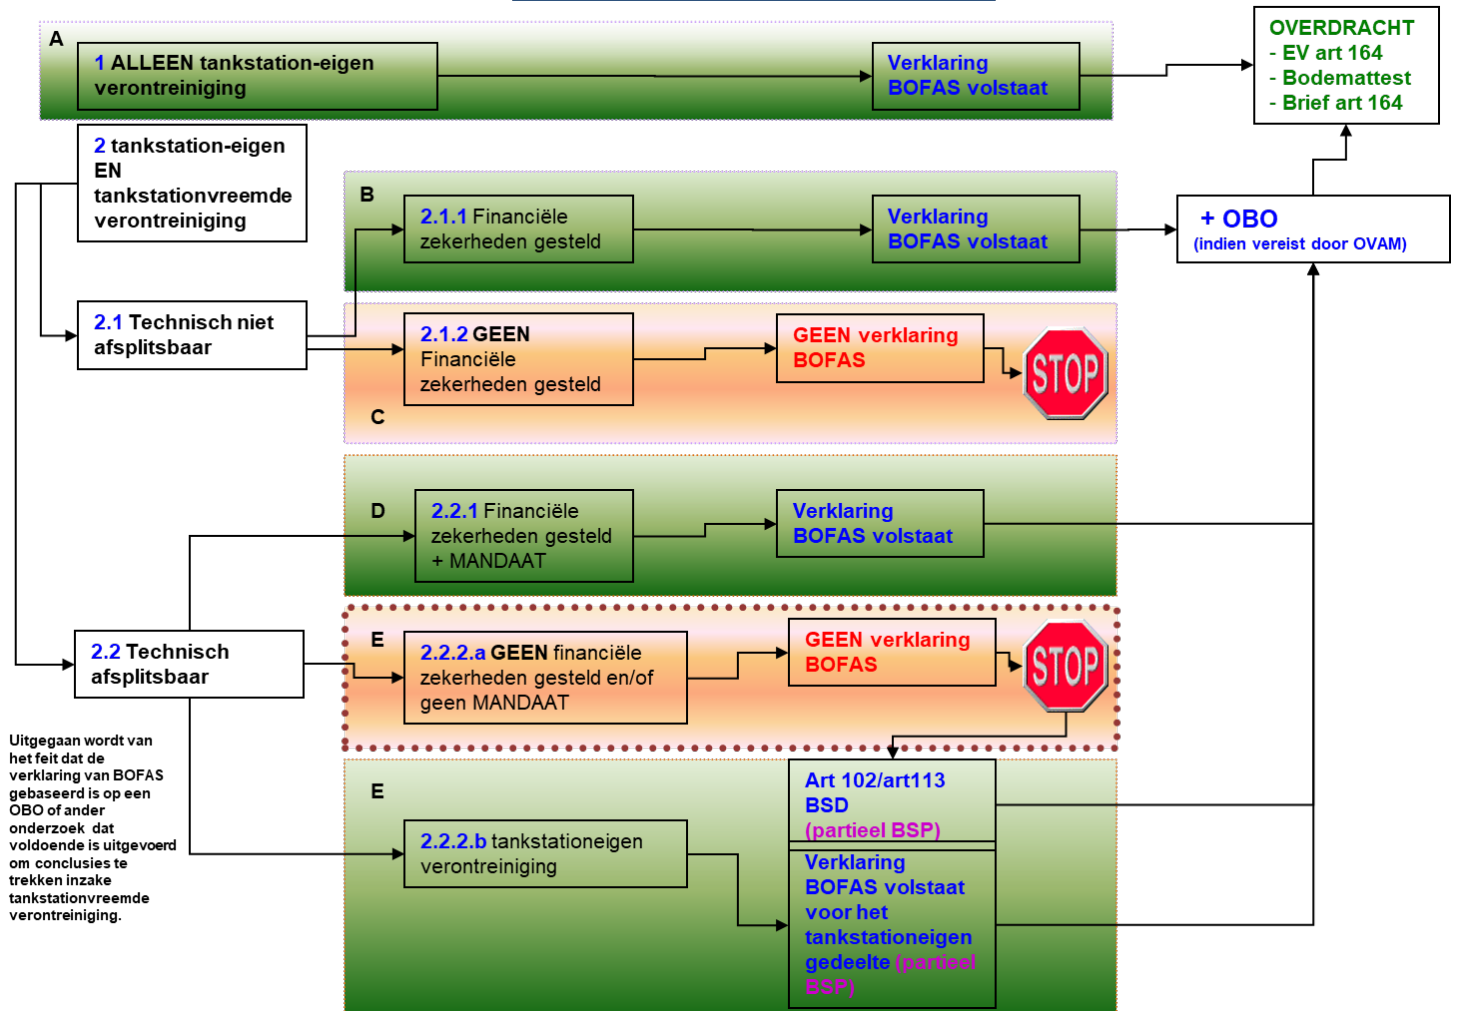 A
1 ALLEEN tankstation-eigen
verontreiniging
Verklaring
BOFAS volstaat
OVERDRACHT
- EV art 164
- Bodemattest
- Brief art 164
2 tankstation-eigen
EN
tankstationvreemde
verontreiniging
B
2.1.1 Financiële
zekerheden gesteld
Verklaring
BOFAS volstaat
+ OBO
(indien vereist door OVAM)
2.1 Technisch niet
afsplitsbaar
2.1.2 GEEN
Financiële
zekerheden gesteld
GEEN verklaring
BOFAS
STOP
C
D
2.2.1 Financiële
zekerheden gesteld
+ MANDAAT
Verklaring
BOFAS volstaat
2.2 Technisch
afsplitsbaar
E
2.2.2.a GEEN financiële
zekerheden gesteld en/of
geen MANDAAT
GEEN verklaring
BOFAS
STOP
Uitgegaan wordt van
het feit dat de
verklaring van BOFAS
gebaseerd is op een
OBO of ander
onderzoek dat
voldoende is uitgevoerd
om conclusies te
trekken inzake
tankstationvreemde
verontreiniging.
E
2.2.2.b tankstationeigen
verontreiniging
Art 102/art113
BSD
(partieel BSP)
Verklaring
BOFAS volstaat
voor het
tankstationeigen
gedeelte (partieel
BSP)